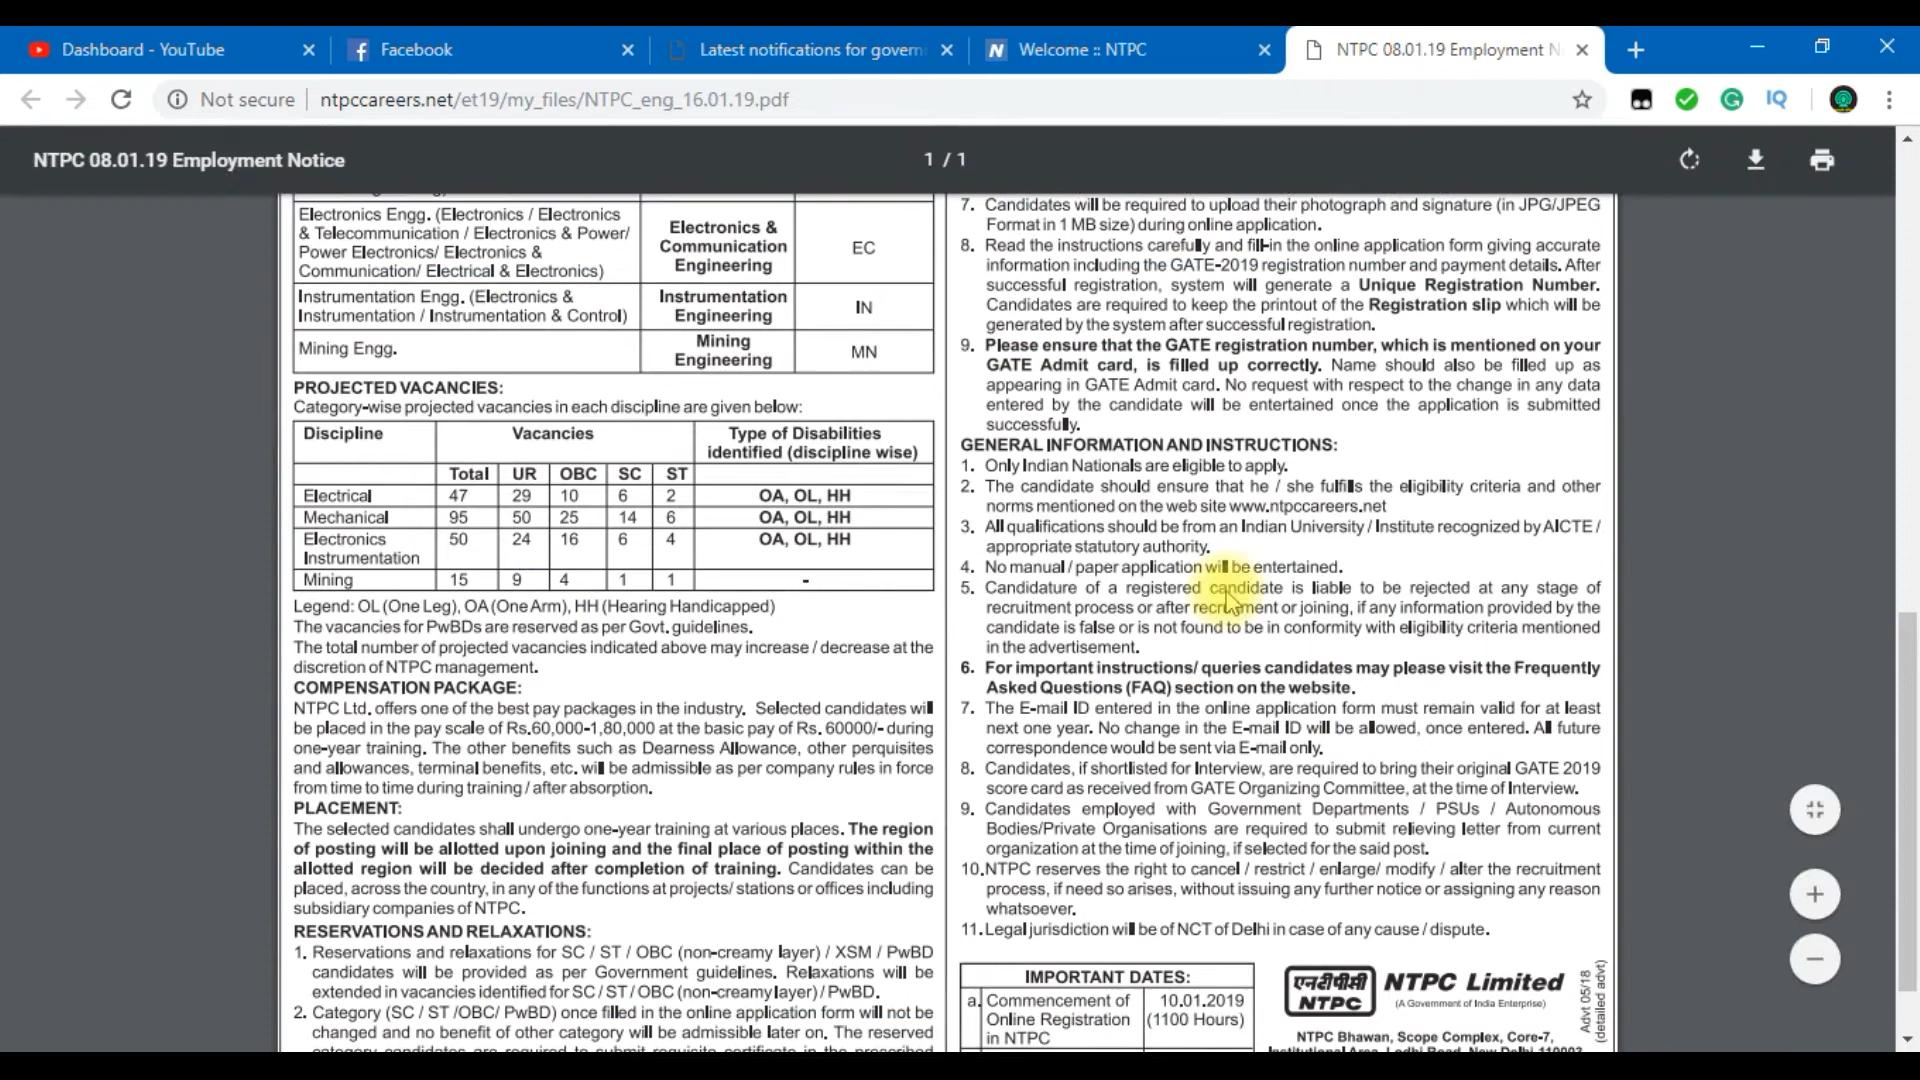 Dashboard - YouTube
Facebook
Latest notifications for govern
Welcome :: NTPC
NTPC 08.01.19 Employment N
Not secure
ntpccareers.net/et19/my_files/NTPC_eng_16.01.19.pdf
NTPC 08.01.19 Employment Notice
1 / 1
Electronics Engg. (Electronics / Electronics
& Telecommunication / Electronics & Power/
Power Electronics/ Electronics &
Communication/ Electrical & Electronics)
Electronics &
Communication
Engineering
EC
Instrumentation Engg. (Electronics &
Instrumentation / Instrumentation & Control)
Instrumentation
Engineering
IN
Mining Engg.
Mining
Engineering
MN
PROJECTED VACANCIES:
Category-wise projected vacancies in each discipline are given below:
Discipline Vacancies Type of Disabilities
identified (discipline wise)
Total UR OBC SC ST
Electrical 47 29 10 6 2 OA, OL, HH
Mechanical 95 50 25 14 6 OA, OL, HH
Electronics 50 24 16 6 4 OA, OL, HH
Instrumentation
Mining 15 9 4 1 1 -
Legend: OL (One Leg), OA (One Arm), HH (Hearing Handicapped)
The vacancies for PwBDs are reserved as per Govt. guidelines.
The total number of projected vacancies indicated above may increase / decrease at the
discretion of NTPC management.
COMPENSATION PACKAGE:
NTPC Ltd. offers one of the best pay packages in the industry. Selected candidates will
be placed in the pay scale of Rs.60,000-1,80,000 at the basic pay of Rs. 60000/- during
one-year training. The other benefits such as Dearness Allowance, other perquisites
and allowances, terminal benefits, etc. will be admissible as per company rules in force
from time to time during training / after absorption.
PLACEMENT:
The selected candidates shall undergo one-year training at various places. The region
of posting will be allotted upon joining and the final place of posting within the
allotted region will be decided after completion of training. Candidates can be
placed, across the country, in any of the functions at projects/ stations or offices including
subsidiary companies of NTPC.
RESERVATIONS AND RELAXATIONS:
1. Reservations and relaxations for SC / ST / OBC (non-creamy layer) / XSM / PwBD
candidates will be provided as per Government guidelines. Relaxations will be
extended in vacancies identified for SC / ST / OBC (non-creamy layer) / PwBD.
2. Category (SC / ST /OBC/ PwBD) once filled in the online application form will not be
changed and no benefit of other category will be admissible later on. The reserved
category candidates are required to submit requisite certificate in the prescribed
7. Candidates will be required to upload their photograph and signature (in JPG/JPEG
Format in 1 MB size) during online application.
8. Read the instructions carefully and fill-in the online application form giving accurate
information including the GATE-2019 registration number and payment details. After
successful registration, system will generate a Unique Registration Number.
Candidates are required to keep the printout of the Registration slip which will be
generated by the system after successful registration.
9. Please ensure that the GATE registration number, which is mentioned on your
GATE Admit card, is filled up correctly. Name should also be filled up as
appearing in GATE Admit card. No request with respect to the change in any data
entered by the candidate will be entertained once the application is submitted
successfully.
GENERAL INFORMATION AND INSTRUCTIONS:
1. Only Indian Nationals are eligible to apply.
2. The candidate should ensure that he / she fulfills the eligibility criteria and other
norms mentioned on the web site www.ntpccareers.net
3. All qualifications should be from an Indian University / Institute recognized by AICTE /
appropriate statutory authority.
4. No manual / paper application will be entertained.
5. Candidature of a registered candidate is liable to be rejected at any stage of
recruitment process or after recruitment or joining, if any information provided by the
candidate is false or is not found to be in conformity with eligibility criteria mentioned
in the advertisement.
6. For important instructions/ queries candidates may please visit the Frequently
Asked Questions (FAQ) section on the website.
7. The E-mail ID entered in the online application form must remain valid for at least
next one year. No change in the E-mail ID will be allowed, once entered. All future
correspondence would be sent via E-mail only.
8. Candidates, if shortlisted for Interview, are required to bring their original GATE 2019
score card as received from GATE Organizing Committee, at the time of Interview.
9. Candidates employed with Government Departments / PSUs / Autonomous
Bodies/Private Organisations are required to submit relieving letter from current
organization at the time of joining, if selected for the said post.
10. NTPC reserves the right to cancel / restrict / enlarge/ modify / alter the recruitment
process, if need so arises, without issuing any further notice or assigning any reason
whatsoever.
11. Legal jurisdiction will be of NCT of Delhi in case of any cause / dispute.
IMPORTANT DATES:
a. Commencement of 10.01.2019
Online Registration (1100 Hours)
in NTPC
एनटीपीसी
NTPC
NTPC Limited
(A Government of India Enterprise)
NTPC Bhawan, Scope Complex, Core-7,
Institutional Area, Lodhi Road, New Delhi-110003
Advt 05/18
(detailed advt)